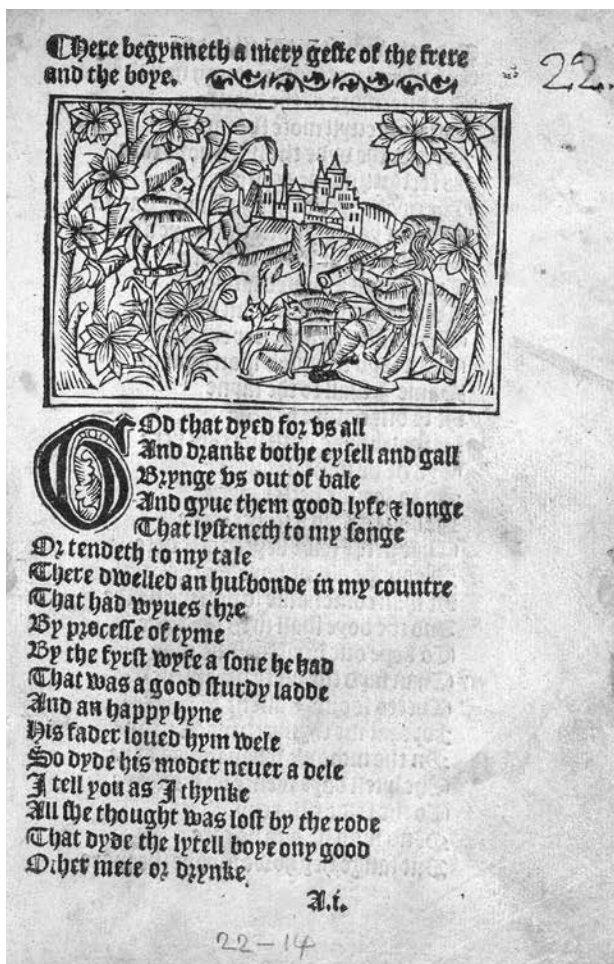 Here begynneth a mery geste of the frere
and the boye.
22.
GOd that dyed for vs all
And dranke bothe eysell and gall
Brynge vs out of bale
And gyue them good lyfe & longe
That lysteneth to my songe
Or tendeth to my tale
There dwelled an husbonde in my countre
That had wyues thre
By processe of tyme
By the fyrst wyfe a sone he had
That was a good sturdy ladde
And an happy hyne
His fader loued hym wele
So dyde his moder neuer a dele
I tell you as I thynke
All she thought was lost by the rode
That dyde the lytell boye ony good
Other mete or drynke
A.i.
22-14